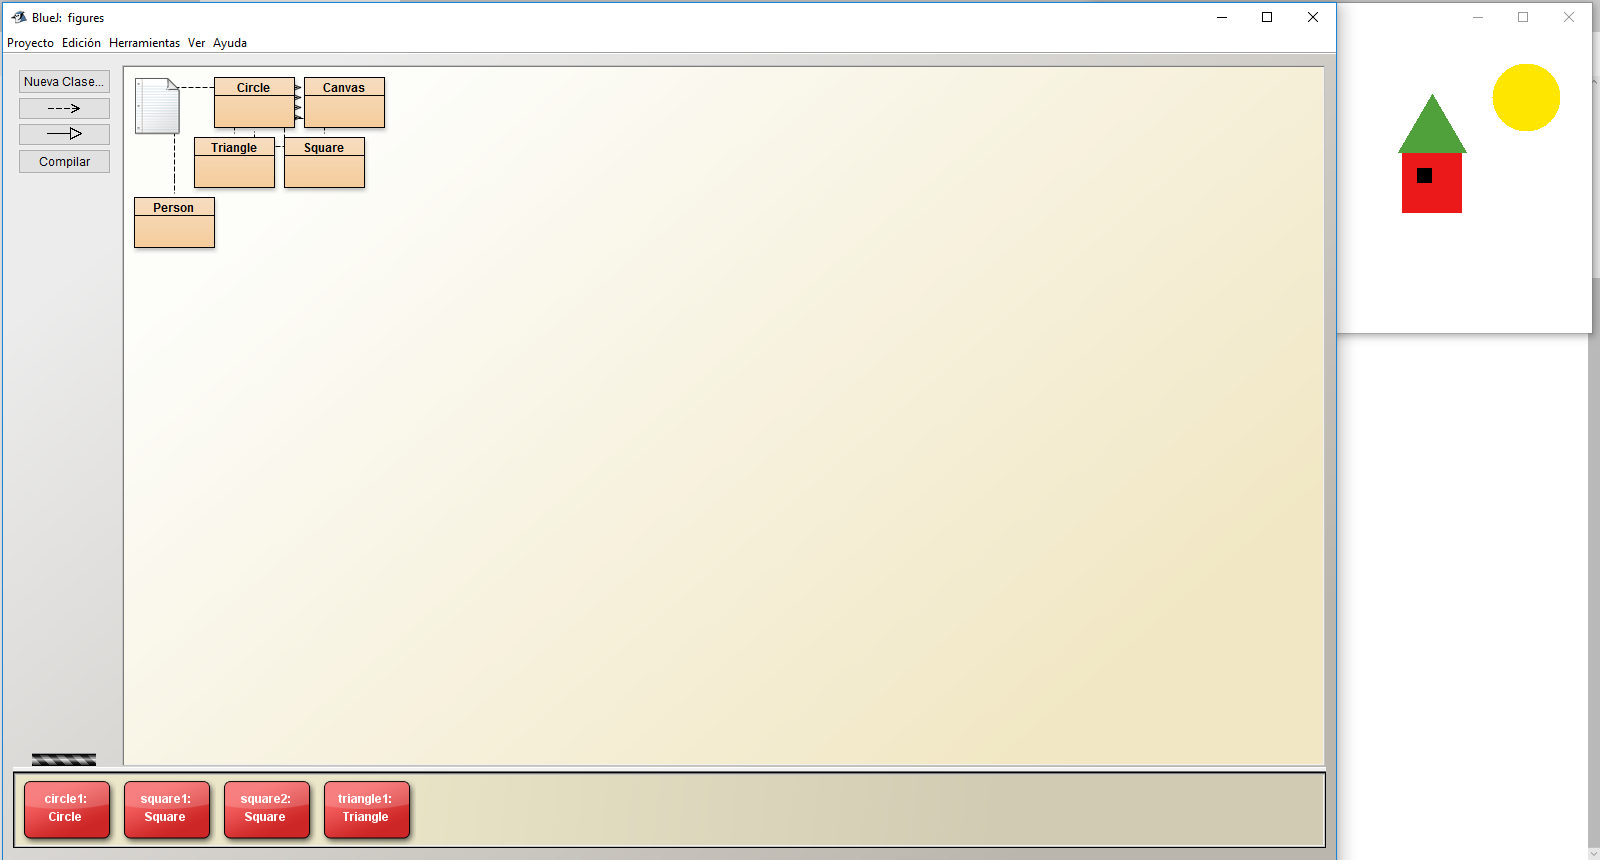 BlueJ: figures
Proyecto Edición Herramientas Ver Ayuda
Nueva Clase...
Compilar
Circle
Canvas
Triangle
Square
Person
circle1:
Circle
square1:
Square
square2:
Square
triangle1:
Triangle